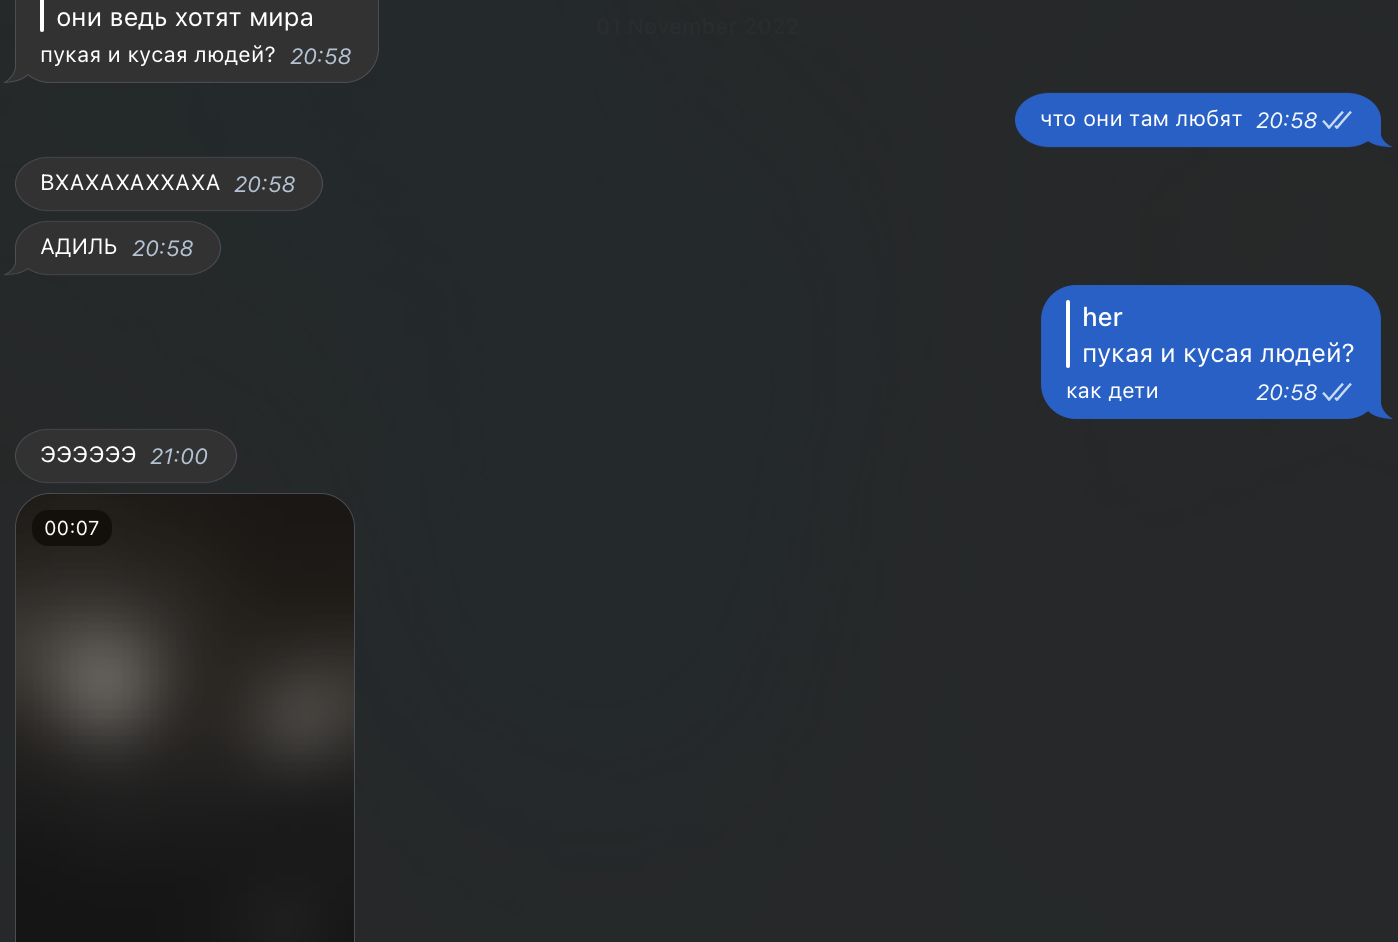 они ведь хотят мира
01 November 2022
пукая и кусая людей? 20:58
что они там любят 20:58
ВХАХАХАХХАХА 20:58
АДИЛЬ 20:58
her
пукая и кусая людей?
как дети 20:58
ЭЭЭЭЭЭ 21:00
00:07